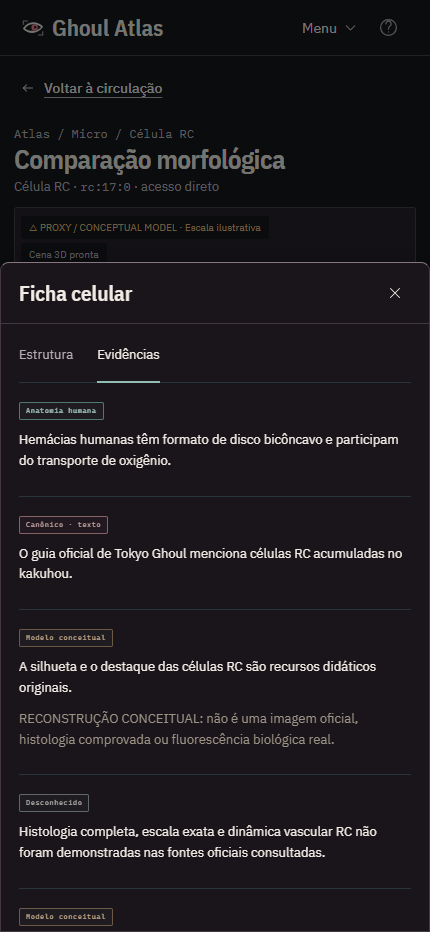 Ghoul Atlas
Menu
← Voltar à circulação
Atlas / Micro / Célula RC
Comparação morfológica
Célula RC · rc:17:0 · acesso direto
⚠ PROXY / CONCEPTUAL MODEL · Escala ilustrativa
Cena 3D pronta
Ficha celular
Estrutura Evidências
Anatomia humana
Hemácias humanas têm formato de disco bicôncavo e participam
do transporte de oxigênio.
Canônico · texto
O guia oficial de Tokyo Ghoul menciona células RC acumuladas no
kakuhou.
Modelo conceitual
A silhueta e o destaque das células RC são recursos didáticos
originais.
RECONSTRUÇÃO CONCEITUAL: não é uma imagem oficial,
histologia comprovada ou fluorescência biológica real.
Desconhecido
Histologia completa, escala exata e dinâmica vascular RC não
foram demonstradas nas fontes oficiais consultadas.
Modelo conceitual